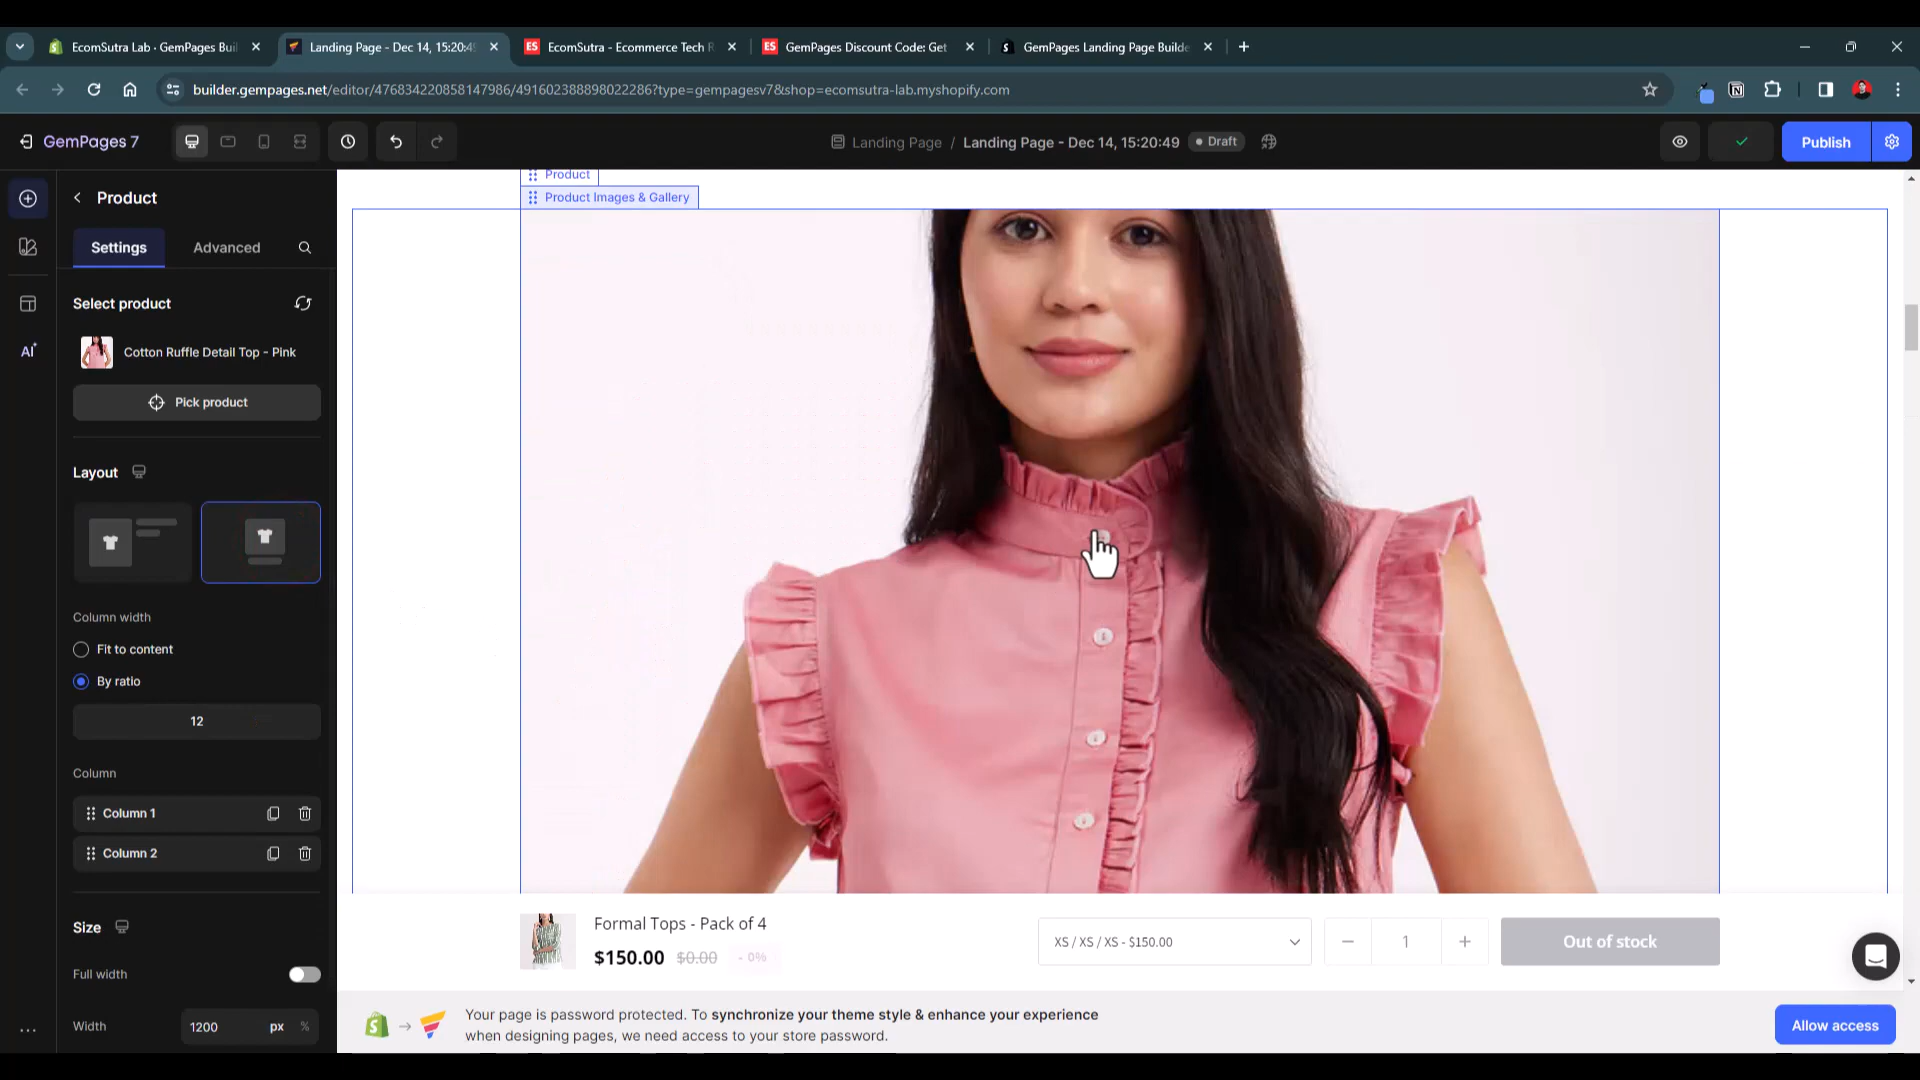 EcomSutra Lab · GemPages Buil
Landing Page - Dec 14, 15:20:4
ES EcomSutra - Ecommerce Tech R
ES GemPages Discount Code: Get
GemPages Landing Page Builde
builder.gempages.net/editor/476834220858147986/491602388898022286?type=gempagesv7&shop=ecomsutra-lab.myshopify.com
GemPages 7
Landing Page / Landing Page - Dec 14, 15:20:49
Draft
Publish
Product
Settings
Advanced
Select product
Cotton Ruffle Detail Top - Pink
Pick product
Layout
Column width
Fit to content
By ratio
12
Column
Column 1
Column 2
Size
Full width
Width
1200
px
%
AI
Product
Product Images & Gallery
Formal Tops - Pack of 4
$150.00 $0.00 - 0%
XS / XS / XS - $150.00
1
Out of stock
Your page is password protected. To synchronize your theme style & enhance your experience
when designing pages, we need access to your store password.
Allow access